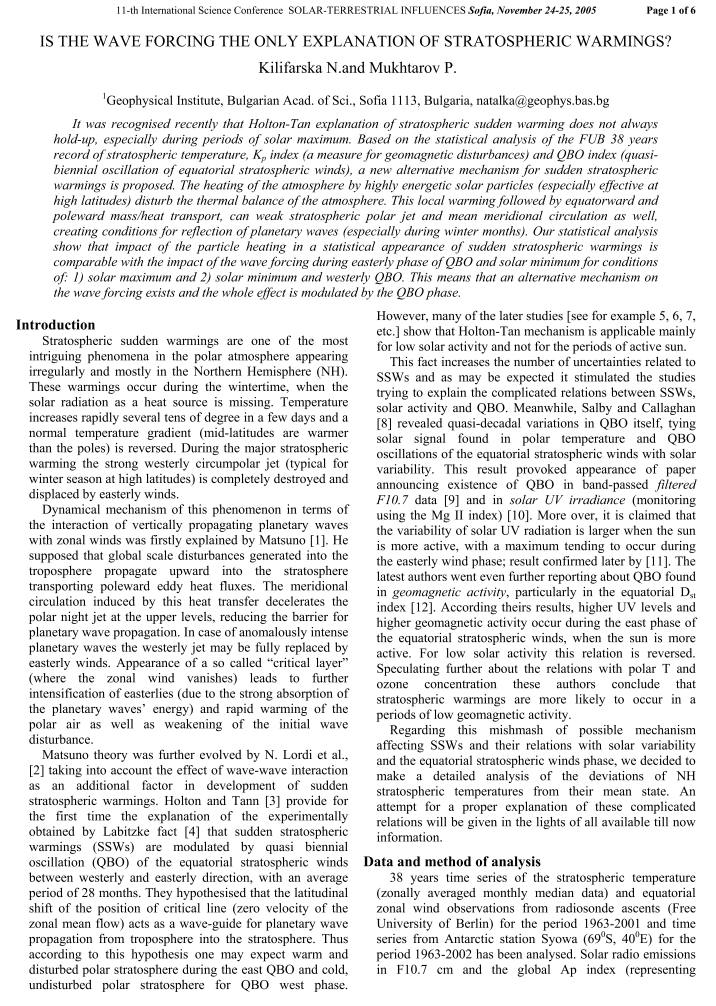 11-th International Science Conference SOLAR-TERRESTRIAL INFLUENCES Sofia, November 24-25, 2005 Page 1 of 6
IS THE WAVE FORCING THE ONLY EXPLANATION OF STRATOSPHERIC WARMINGS?
Kilifarska N.and Mukhtarov P.
1Geophysical Institute, Bulgarian Acad. of Sci., Sofia 1113, Bulgaria, natalka@geophys.bas.bg
It was recognised recently that Holton-Tan explanation of stratospheric sudden warming does not always
hold-up, especially during periods of solar maximum. Based on the statistical analysis of the FUB 38 years
record of stratospheric temperature, Kp index (a measure for geomagnetic disturbances) and QBO index (quasi-
biennial oscillation of equatorial stratospheric winds), a new alternative mechanism for sudden stratospheric
warmings is proposed. The heating of the atmosphere by highly energetic solar particles (especially effective at
high latitudes) disturb the thermal balance of the atmosphere. This local warming followed by equatorward and
poleward mass/heat transport, can weak stratospheric polar jet and mean meridional circulation as well,
creating conditions for reflection of planetary waves (especially during winter months). Our statistical analysis
show that impact of the particle heating in a statistical appearance of sudden stratospheric warmings is
comparable with the impact of the wave forcing during easterly phase of QBO and solar minimum for conditions
of: 1) solar maximum and 2) solar minimum and westerly QBO. This means that an alternative mechanism on
the wave forcing exists and the whole effect is modulated by the QBO phase.
Introduction
Stratospheric sudden warmings are one of the most
intriguing phenomena in the polar atmosphere appearing
irregularly and mostly in the Northern Hemisphere (NH).
These warmings occur during the wintertime, when the
solar radiation as a heat source is missing. Temperature
increases rapidly several tens of degree in a few days and a
normal temperature gradient (mid-latitudes are warmer
than the poles) is reversed. During the major stratospheric
warming the strong westerly circumpolar jet (typical for
winter season at high latitudes) is completely destroyed and
displaced by easterly winds.
Dynamical mechanism of this phenomenon in terms of
the interaction of vertically propagating planetary waves
with zonal winds was firstly explained by Matsuno [1]. He
supposed that global scale disturbances generated into the
troposphere propagate upward into the stratosphere
transporting poleward eddy heat fluxes. The meridional
circulation induced by this heat transfer decelerates the
polar night jet at the upper levels, reducing the barrier for
planetary wave propagation. In case of anomalously intense
planetary waves the westerly jet may be fully replaced by
easterly winds. Appearance of a so called “critical layer”
(where the zonal wind vanishes) leads to further
intensification of easterlies (due to the strong absorption of
the planetary waves’ energy) and rapid warming of the
polar air as well as weakening of the initial wave
disturbance.
Matsuno theory was further evolved by N. Lordi et al.,
[2] taking into account the effect of wave-wave interaction
as an additional factor in development of sudden
stratospheric warmings. Holton and Tann [3] provide for
the first time the explanation of the experimentally
obtained by Labitzke fact [4] that sudden stratospheric
warmings (SSWs) are modulated by quasi biennial
oscillation (QBO) of the equatorial stratospheric winds
between westerly and easterly direction, with an average
period of 28 months. They hypothesised that the latitudinal
shift of the position of critical line (zero velocity of the
zonal mean flow) acts as a wave-guide for planetary wave
propagation from troposphere into the stratosphere. Thus
according to this hypothesis one may expect warm and
disturbed polar stratosphere during the east QBO and cold,
undisturbed polar stratosphere for QBO west phase.
However, many of the later studies [see for example 5, 6, 7,
etc.] show that Holton-Tan mechanism is applicable mainly
for low solar activity and not for the periods of active sun.
This fact increases the number of uncertainties related to
SSWs and as may be expected it stimulated the studies
trying to explain the complicated relations between SSWs,
solar activity and QBO. Meanwhile, Salby and Callaghan
[8] revealed quasi-decadal variations in QBO itself, tying
solar signal found in polar temperature and QBO
oscillations of the equatorial stratospheric winds with solar
variability. This result provoked appearance of paper
announcing existence of QBO in band-passed filtered
F10.7 data [9] and in solar UV irradiance (monitoring
using the Mg II index) [10]. More over, it is claimed that
the variability of solar UV radiation is larger when the sun
is more active, with a maximum tending to occur during
the easterly wind phase; result confirmed later by [11]. The
latest authors went even further reporting about QBO found
in geomagnetic activity, particularly in the equatorial Dst
index [12]. According theirs results, higher UV levels and
higher geomagnetic activity occur during the east phase of
the equatorial stratospheric winds, when the sun is more
active. For low solar activity this relation is reversed.
Speculating further about the relations with polar T and
ozone concentration these authors conclude that
stratospheric warmings are more likely to occur in a
periods of low geomagnetic activity.
Regarding this mishmash of possible mechanism
affecting SSWs and their relations with solar variability
and the equatorial stratospheric winds phase, we decided to
make a detailed analysis of the deviations of NH
stratospheric temperatures from their mean state. An
attempt for a proper explanation of these complicated
relations will be given in the lights of all available till now
information.
Data and method of analysis
38 years time series of the stratospheric temperature
(zonally averaged monthly median data) and equatorial
zonal wind observations from radiosonde ascents (Free
University of Berlin) for the period 1963-2001 and time
series from Antarctic station Syowa (69⁰S, 40⁰E) for the
period 1963-2002 has been analysed. Solar radio emissions
in F10.7 cm and the global Ap index (representing